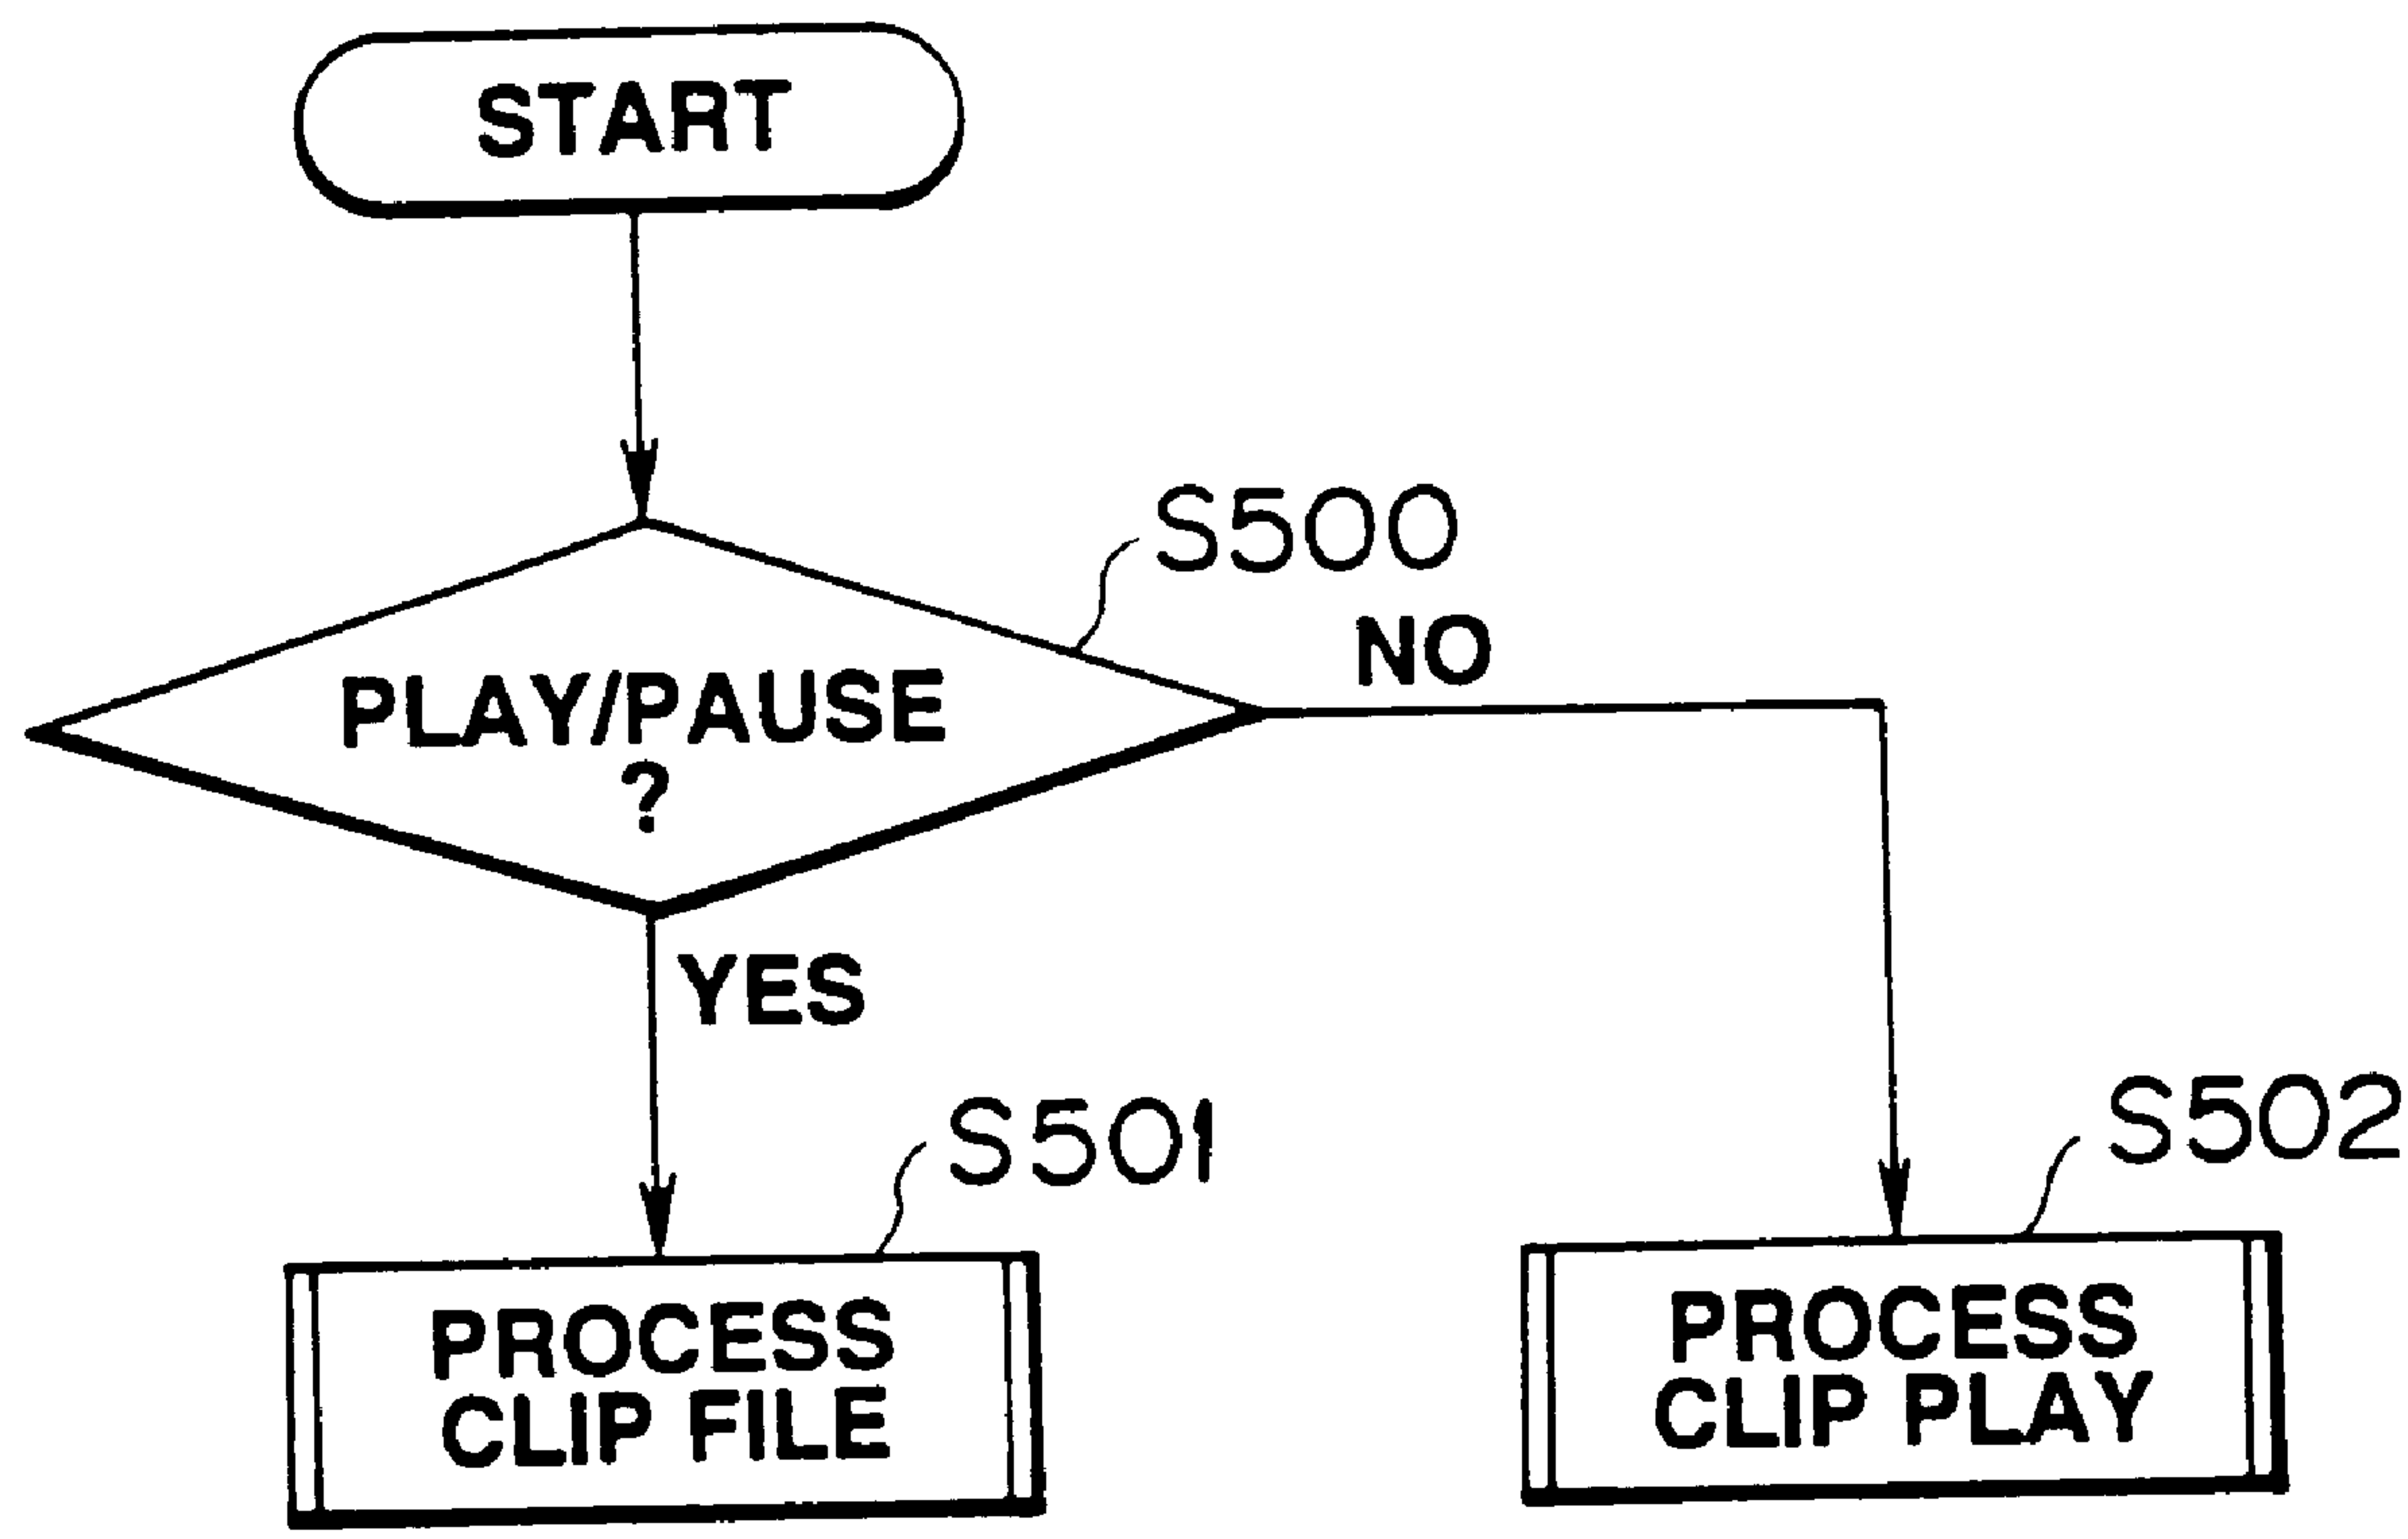 START
S500
NO
PLAY/PAUSE
?
YES
S501
S502
PROCESS
CLIP FILE
PROCESS
CLIP PLAY